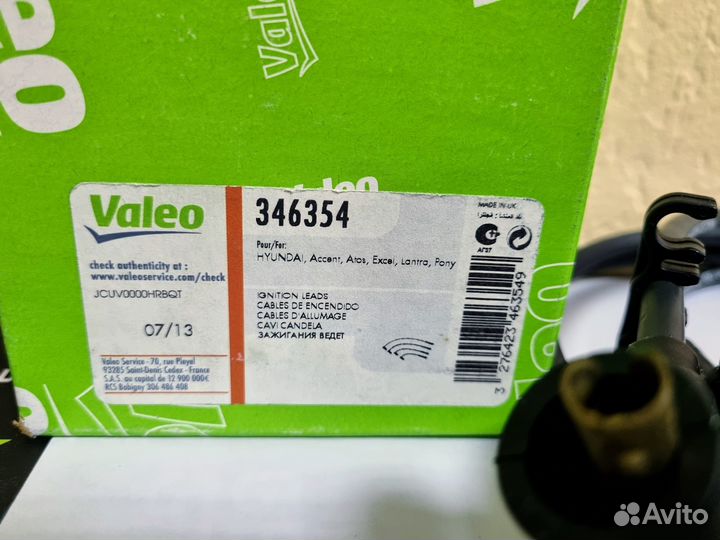 Valeo
Valeo
check authenticity at :
www.valeoservice.com/check
JCUV0000HRBQT
07/13
Valeo Service - 70, rue Pleyel
93285 Saint-Denis Cedex - France
S.A.S. au capital de 12 900 000€
RCS Bobigny 306 486 408
346354
Pour/For:
HYUNDAI, Accent, Atos, Excel, Lantra, Pony
IGNITION LEADS
CABLES DE ENCENDIDO
CABLES D'ALLUMAGE
CAVI CANDELA
ЗАЖИГАНИЯ ВЕДЕТ
MADE IN UK
АГ37
3 276423 463549
Avito